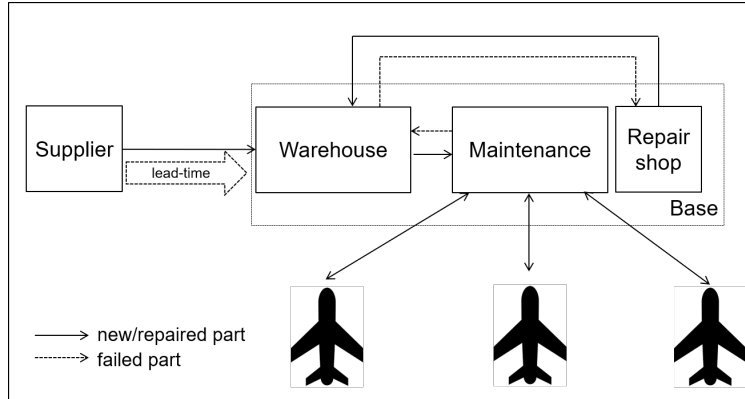 Supplier
lead-time
Warehouse
Maintenance
Repair
shop
Base
new/repaired part
failed part